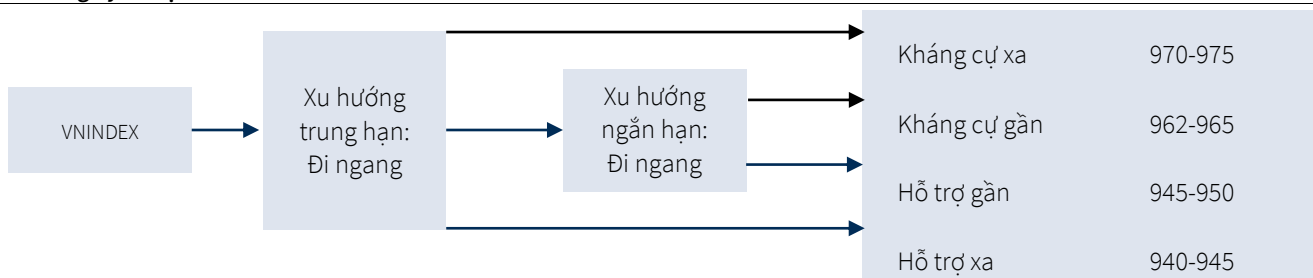 VNINDEX
Xu hướng
trung hạn:
Đi ngang
Xu hướng
ngắn hạn:
Đi ngang
Kháng cự xa 970-975
Kháng cự gần 962-965
Hỗ trợ gần 945-950
Hỗ trợ xa 940-945